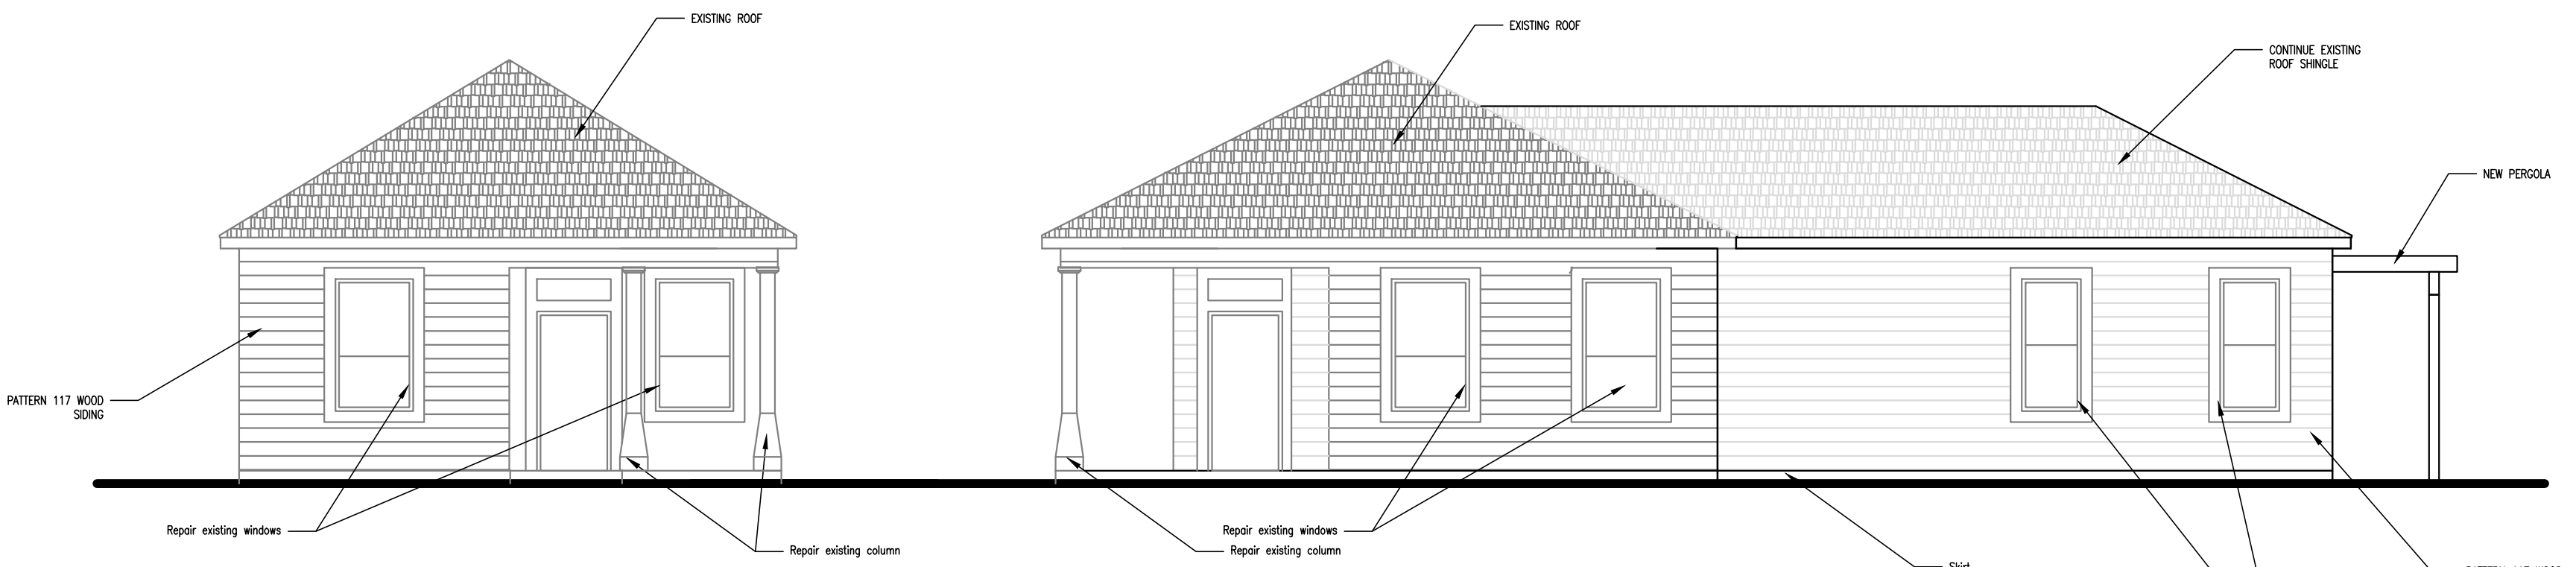 EXISTING ROOF
EXISTING ROOF
CONTINUE EXISTING
ROOF SHINGLE
NEW PERGOLA
PATTERN 117 WOOD
SIDING
Repair existing windows
Repair existing column
Repair existing windows
Repair existing column
Skirt